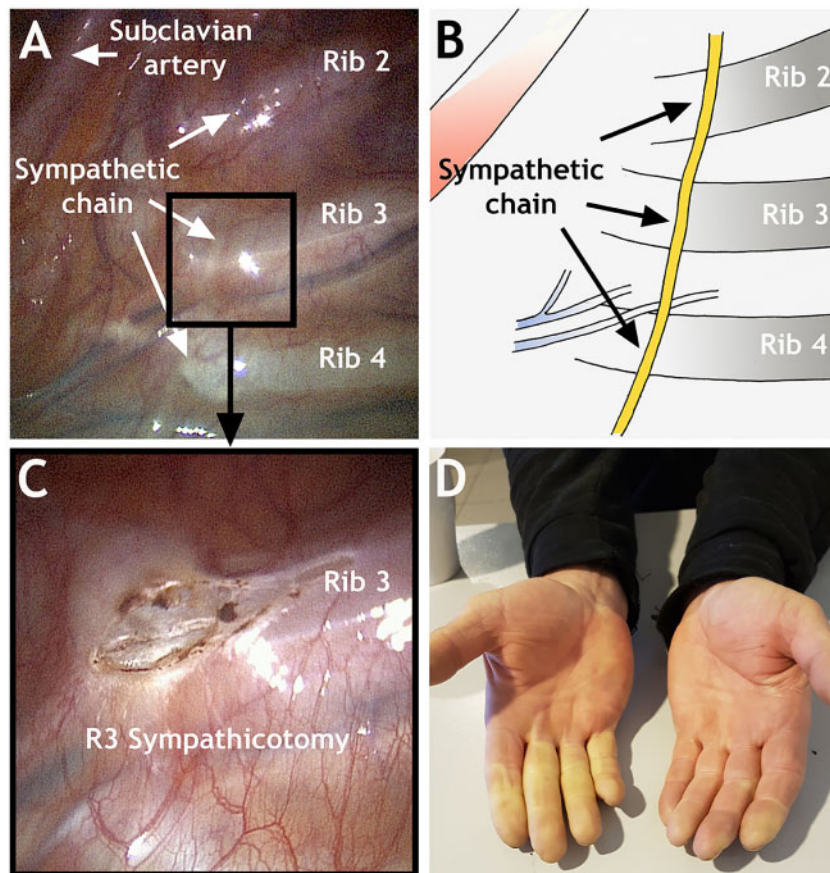 A
Subclavian
artery
Rib 2
Sympathetic
chain
Rib 3
Rib 4
B
Rib 2
Sympathetic
chain
Rib 3
Rib 4
C
Rib 3
R3 Sympathicotomy
D